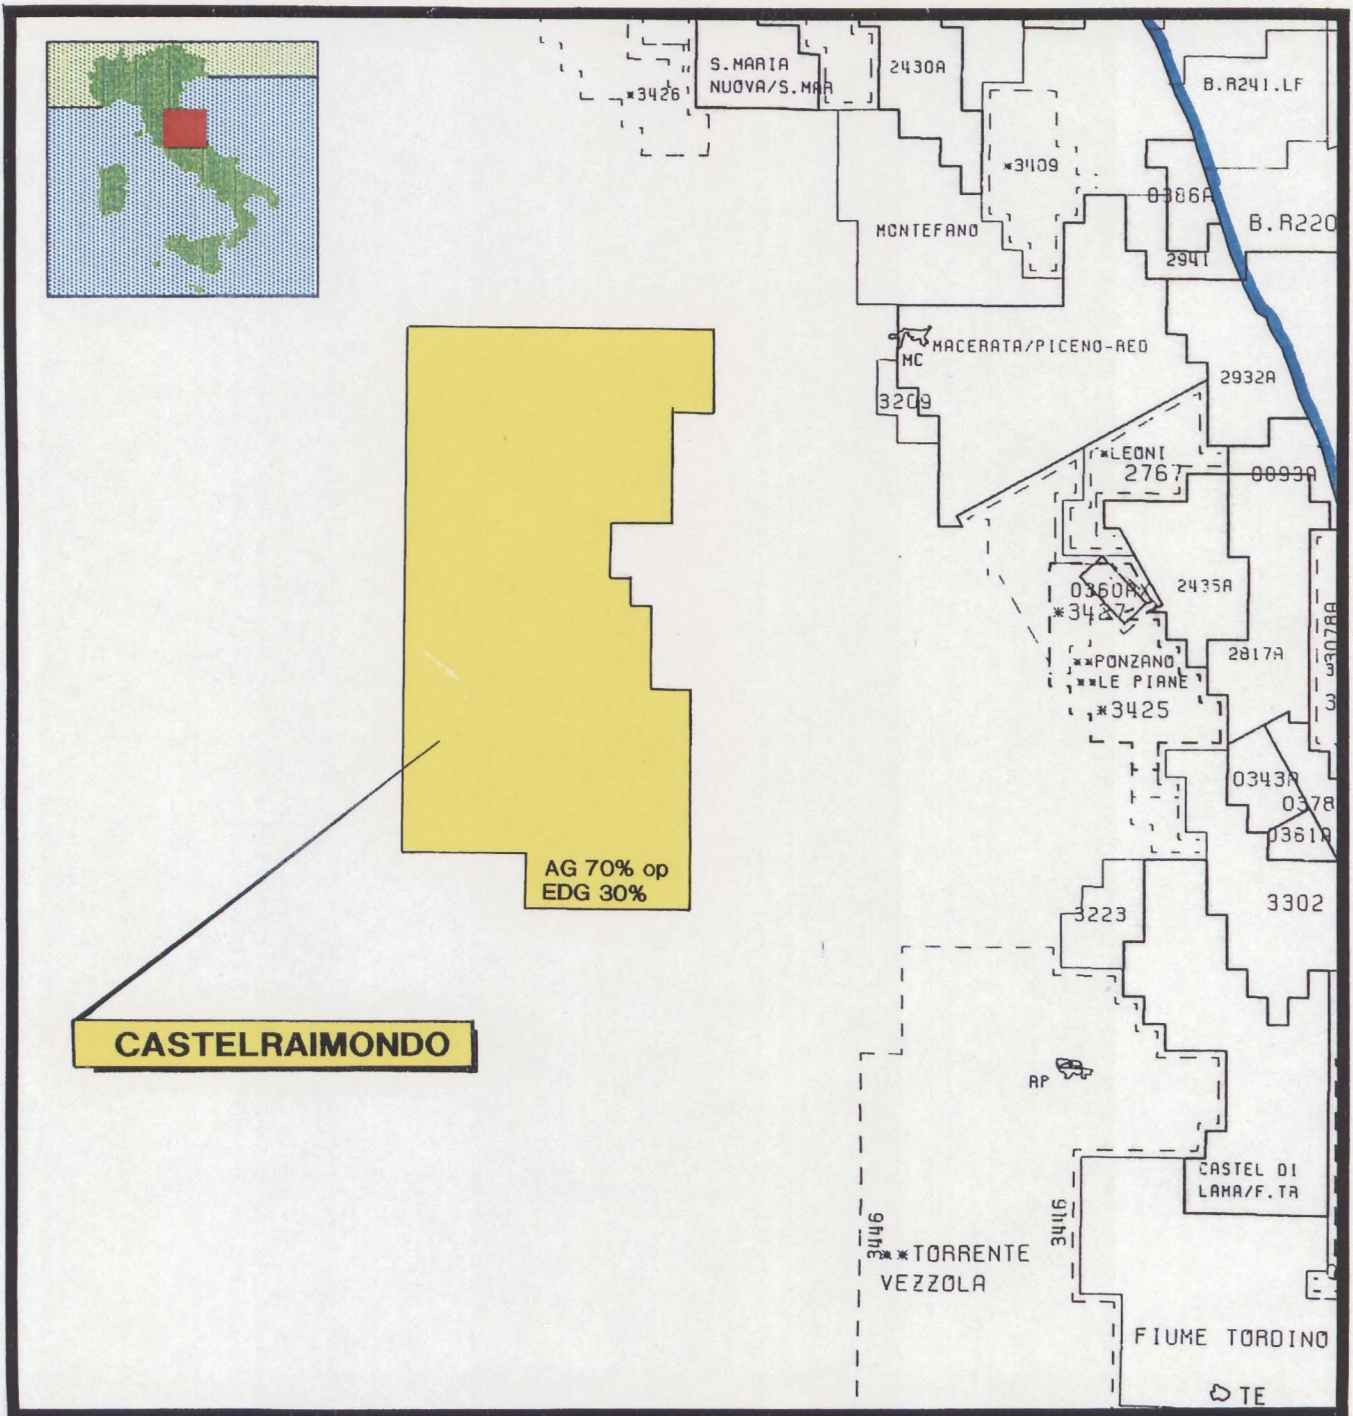 S.MARIA
NUOVA/S.MAR
*3426
2430A
B.R241.LF
*3409
0386A
MONTEFANO
B.R220
2941
MACERATA/PICENO-RED
MC
2932A
3209
*LEONI
2767
0093A
0360A
2435A
*3427
3078A
2817A
**PONZANO
**LE PIANE
*3425
0343A
0378
0361A
AG 70% op
EDG 30%
3302
3223
CASTELRAIMONDO
AP
CASTEL DI
LAMA/F.TR
3446
3446
**TORRENTE
VEZZOLA
FIUME TORDINO
TE